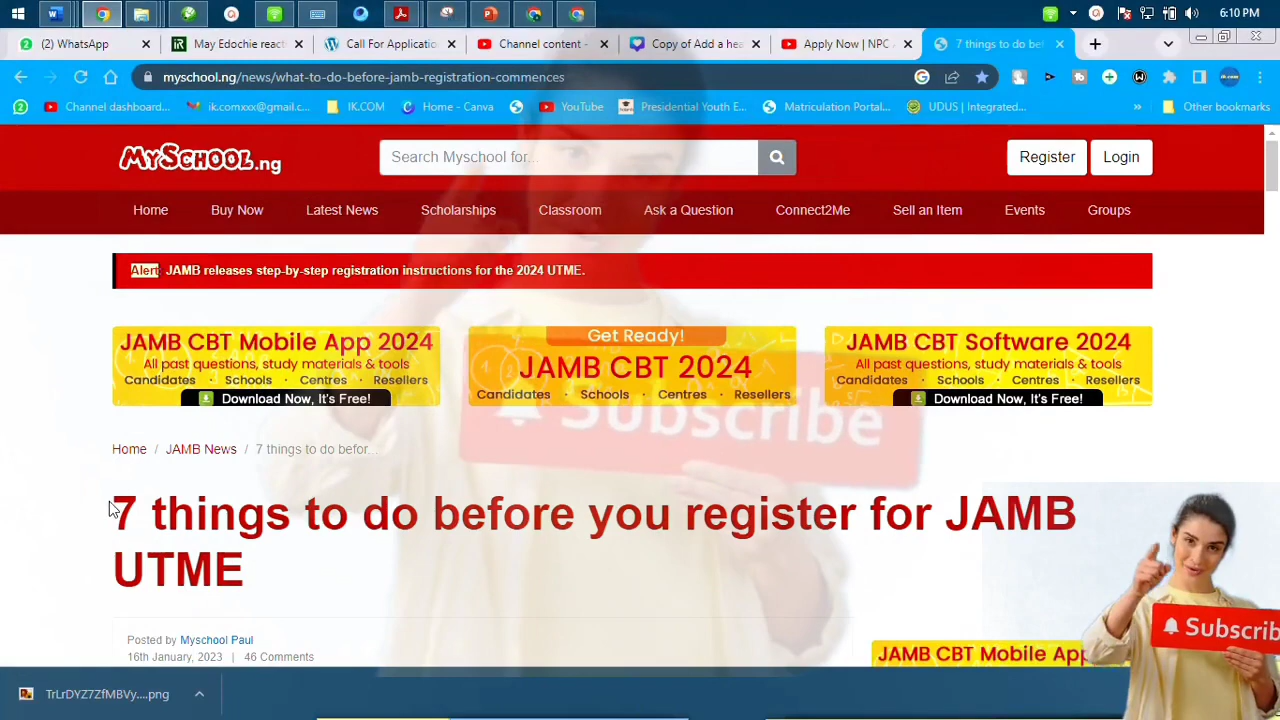 6:10 PM
(2) WhatsApp
May Edochie react
Call For Applicatio
Channel content -
Copy of Add a hea
Apply Now | NPC /
7 things to do bef
myschool.ng/news/what-to-do-before-jamb-registration-commences
Channel dashboard...
ik.comxx@gmail.c...
IK.COM
Home - Canva
YouTube
Presidential Youth E...
Matriculation Portal...
UDUS | Integrated...
»
Other bookmarks
MySchool.ng
Search Myschool for...
Register
Login
Home
Buy Now
Latest News
Scholarships
Classroom
Ask a Question
Connect2Me
Sell an Item
Events
Groups
Alert: JAMB releases step-by-step registration instructions for the 2024 UTME.
JAMB CBT Mobile App 2024
All past questions, study materials & tools
Candidates · Schools · Centres · Resellers
Download Now, It's Free!
Get Ready!
JAMB CBT 2024
Candidates · Schools · Centres · Resellers
JAMB CBT Software 2024
All past questions, study materials & tools
Candidates · Schools · Centres · Resellers
Download Now, It's Free!
Subscribe
Home / JAMB News / 7 things to do befor...
7 things to do before you register for JAMB
UTME
Posted by Myschool Paul
16th January, 2023 | 46 Comments
JAMB CBT Mobile App
Subscrib
TrLrDYZ7ZfMBVy....png